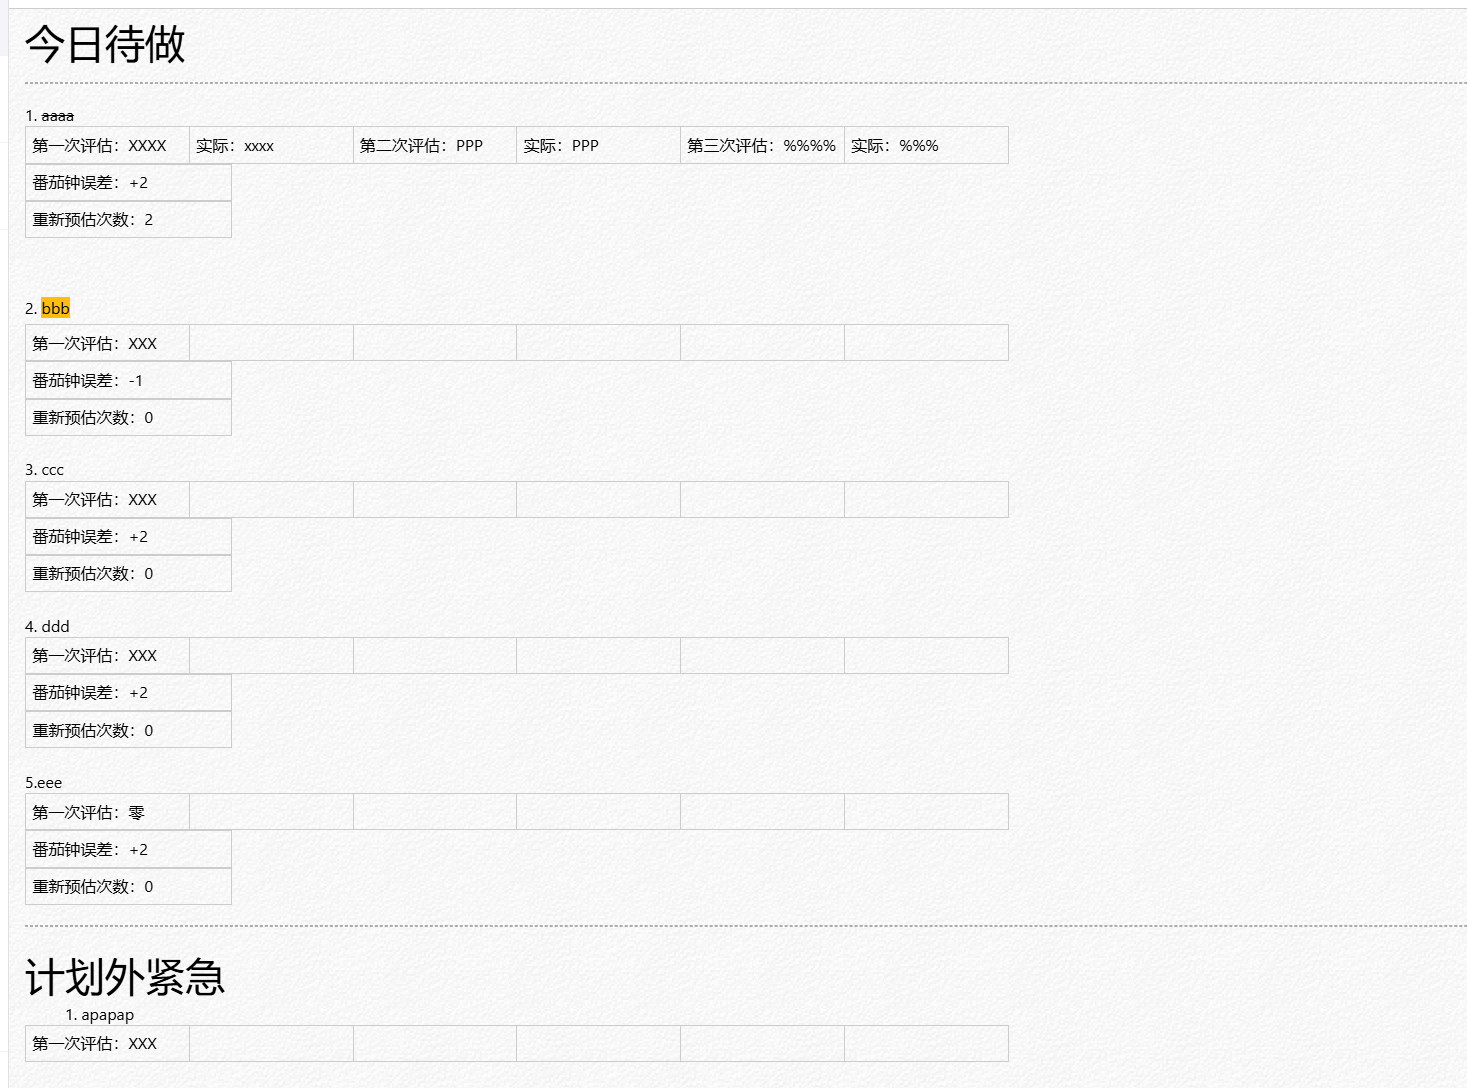 今日待做
1. aaaa
第一次评估：XXXX 实际：xxxx 第二次评估：PPP 实际：PPP 第三次评估：%%%% 实际：%%%
番茄钟误差：+2
重新预估次数：2
2. bbb
第一次评估：XXX
番茄钟误差：-1
重新预估次数：0
3. ccc
第一次评估：XXX
番茄钟误差：+2
重新预估次数：0
4. ddd
第一次评估：XXX
番茄钟误差：+2
重新预估次数：0
5.eee
第一次评估：零
番茄钟误差：+2
重新预估次数：0
计划外紧急
1. apapap
第一次评估：XXX